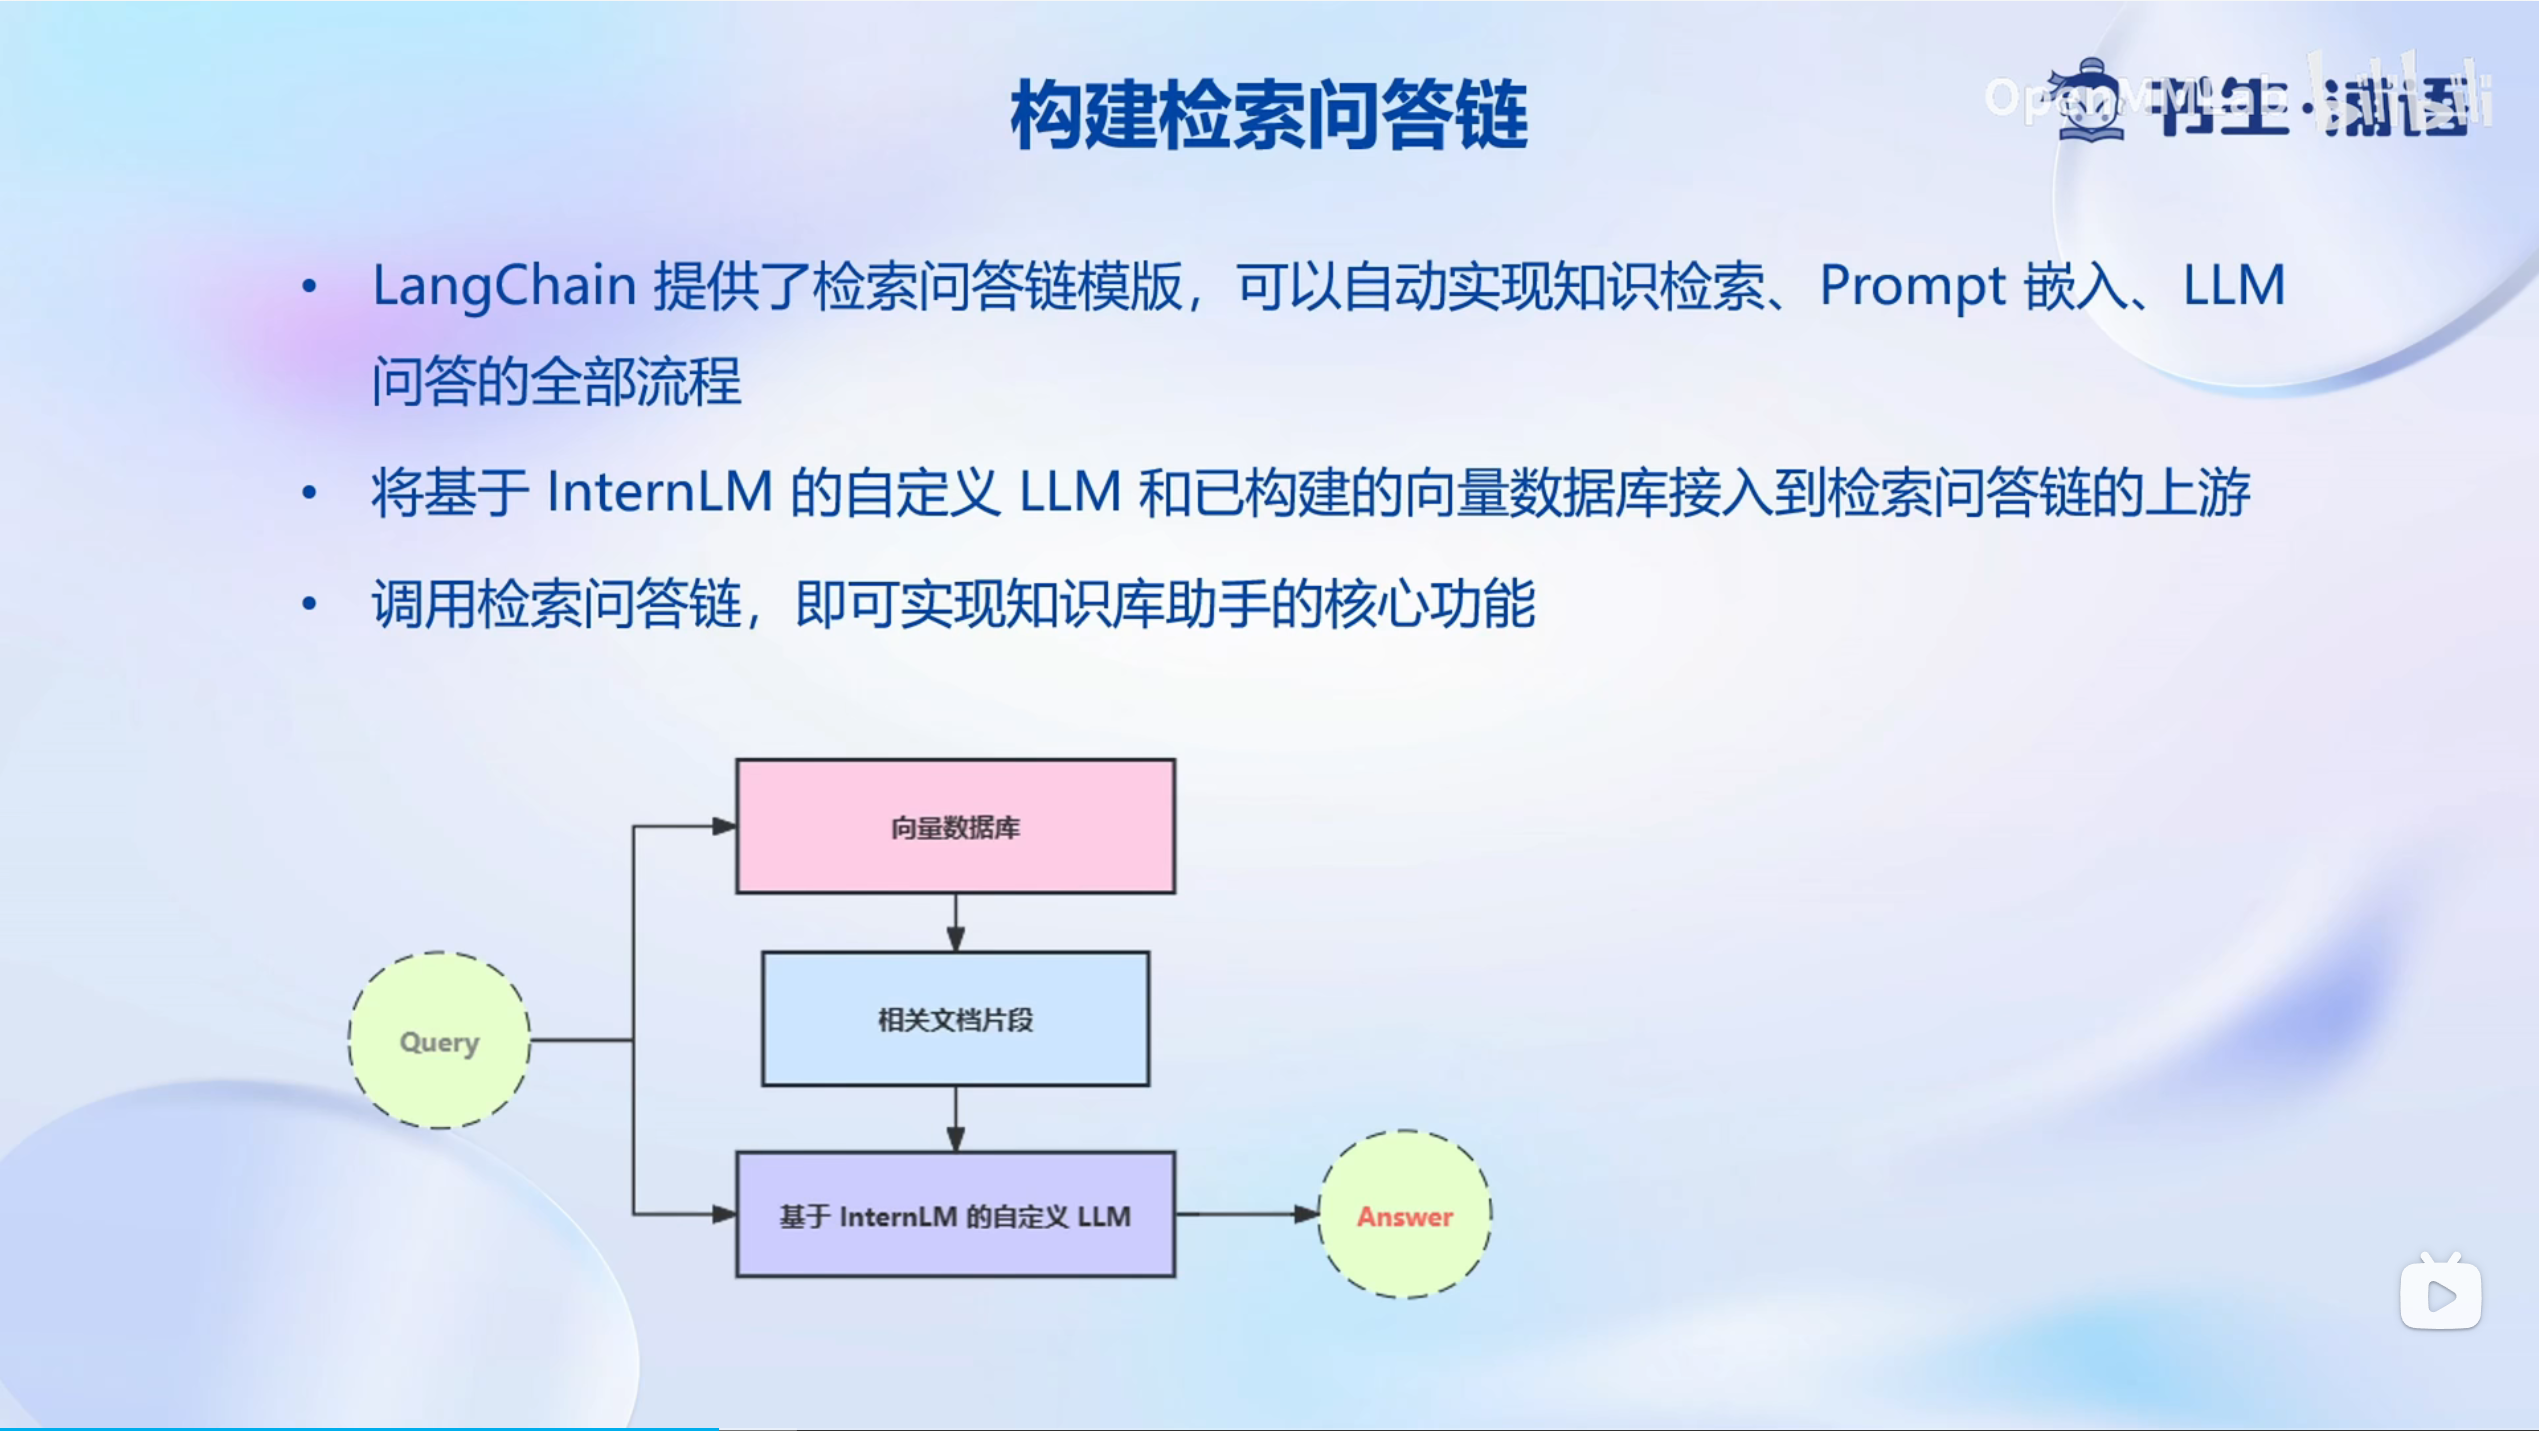 构建检索问答链
OpenMMLab bilibili
书生·浦语
• LangChain 提供了检索问答链模版，可以自动实现知识检索、Prompt 嵌入、LLM
问答的全部流程
• 将基于 InternLM 的自定义 LLM 和已构建的向量数据库接入到检索问答链的上游
• 调用检索问答链，即可实现知识库助手的核心功能
向量数据库
相关文档片段
Query
基于 InternLM 的自定义 LLM
Answer